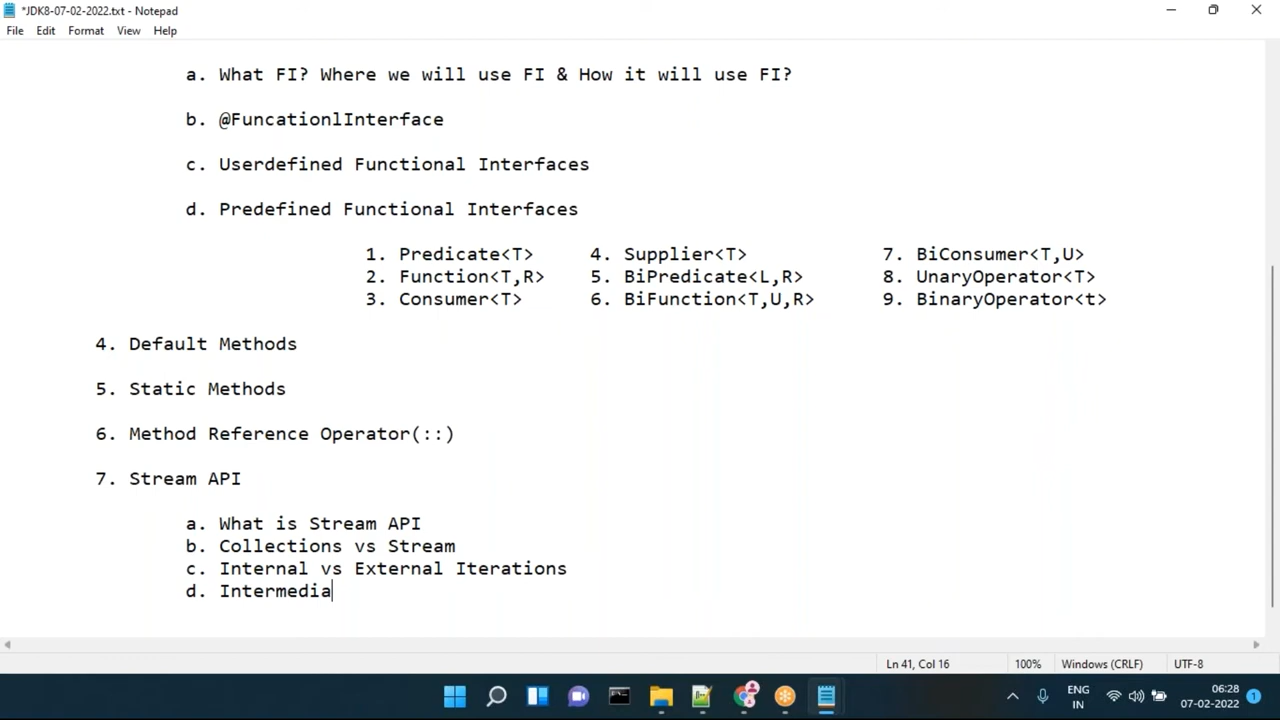 *JDK8-07-02-2022.txt - Notepad
File Edit Format View Help
a. What FI? Where we will use FI & How it will use FI?
b. @FuncationlInterface
c. Userdefined Functional Interfaces
d. Predefined Functional Interfaces
1. Predicate<T> 4. Supplier<T> 7. BiConsumer<T,U>
2. Function<T,R> 5. BiPredicate<L,R> 8. UnaryOperator<T>
3. Consumer<T> 6. BiFunction<T,U,R> 9. BinaryOperator<t>
4. Default Methods
5. Static Methods
6. Method Reference Operator(::)
7. Stream API
a. What is Stream API
b. Collections vs Stream
c. Internal vs External Iterations
d. Intermedia
Ln 41, Col 16 100% Windows (CRLF) UTF-8
ENG 06:28
IN 07-02-2022 1